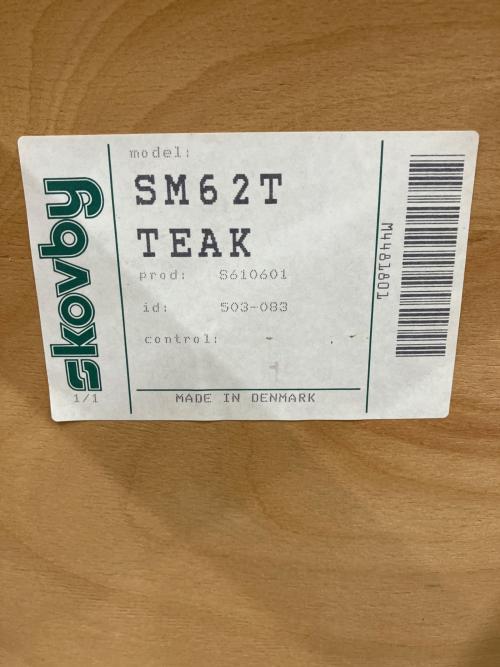 skovby
model:
SM62T
TEAK
prod: S610601
id: 503-083
control:
1/1
MADE IN DENMARK
M4481801